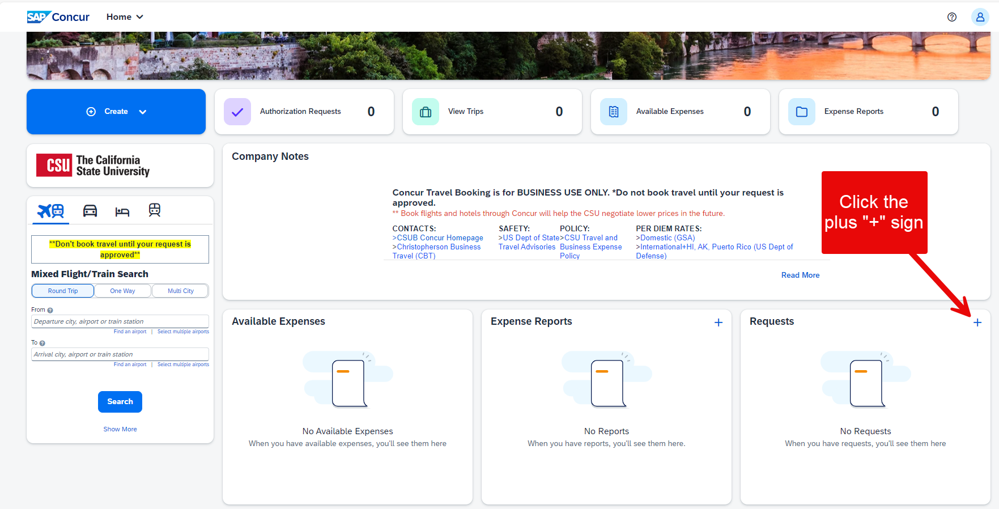 SAP Concur
Home
Create
Authorization Requests 0
View Trips 0
Available Expenses 0
Expense Reports 0
CSU The California
State University
Company Notes
Concur Travel Booking is for BUSINESS USE ONLY. *Do not book travel until your request is
approved.
** Book flights and hotels through Concur will help the CSU negotiate lower prices in the future.
CONTACTS:
>CSUB Concur Homepage
>Christopherson Business
Travel (CBT)
SAFETY:
>US Dept of State
Travel Advisories
POLICY:
>CSU Travel and
Business Expense
Policy
PER DIEM RATES:
>Domestic (GSA)
>International+HI, AK, Puerto Rico (US Dept of
Defense)
Read More
Click the
plus "+" sign
**Don't book travel until your request is
approved**
Mixed Flight/Train Search
Round Trip One Way Multi City
From ?
Departure city, airport or train station
Find an airport | Select multiple airports
To ?
Arrival city, airport or train station
Find an airport | Select multiple airports
Search
Show More
Available Expenses
No Available Expenses
When you have available expenses, you'll see them here
Expense Reports +
No Reports
When you have reports, you'll see them here.
Requests +
No Requests
When you have requests, you'll see them here